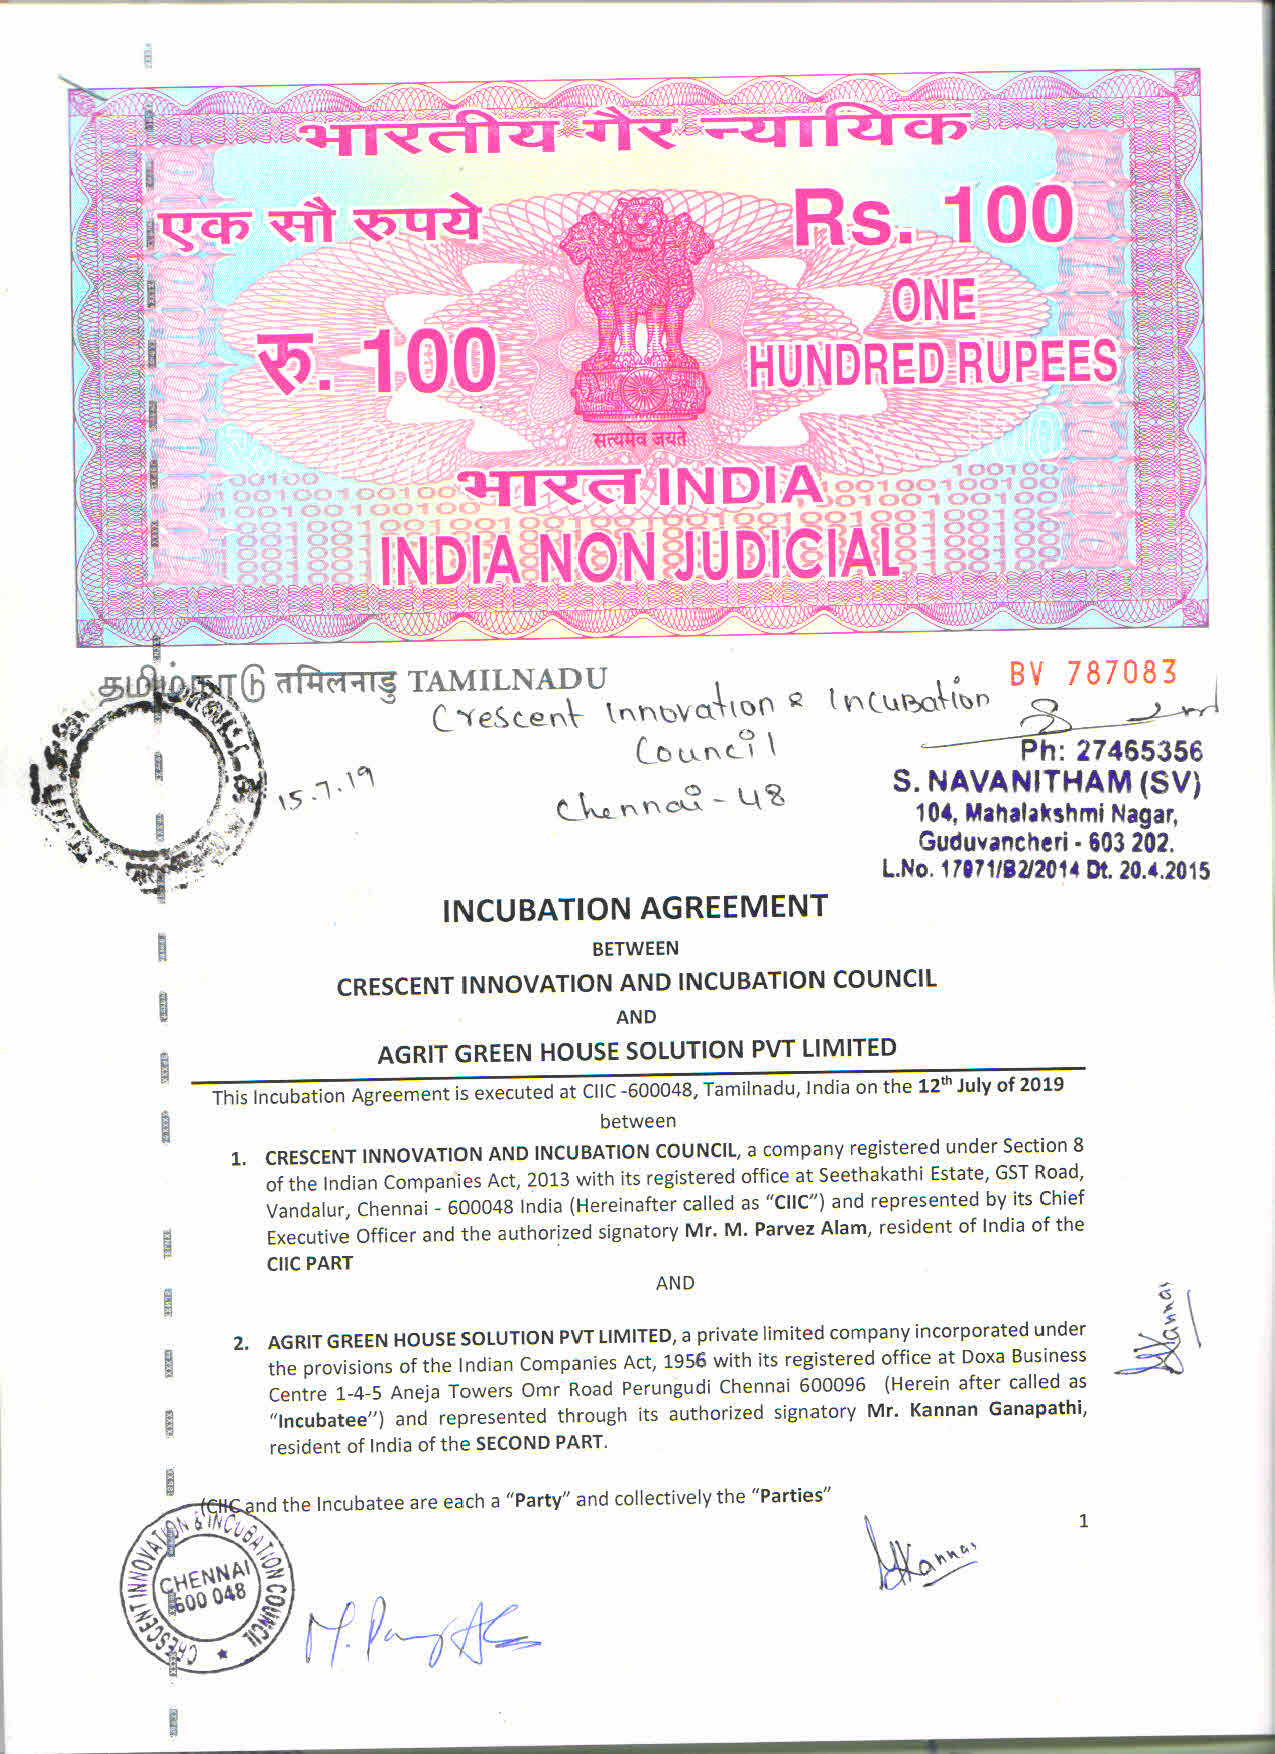 भारतीय गैर न्यायिक
एक सौ रुपये
Rs. 100
रु. 100
ONE
HUNDRED RUPEES
सत्यमेव जयते
भारत INDIA
INDIA NON JUDICIAL
தமிழ்நாடு तमिलनाडु TAMILNADU
BV 787083
Crescent Innovation & Incubation
Council
Chennai - 48
15.7.19
Ph: 27465356
S. NAVANITHAM (SV)
104, Mahalakshmi Nagar,
Guduvancheri - 603 202.
L.No. 17971/B2/2014 Dt. 20.4.2015
INCUBATION AGREEMENT
BETWEEN
CRESCENT INNOVATION AND INCUBATION COUNCIL
AND
AGRIT GREEN HOUSE SOLUTION PVT LIMITED
This Incubation Agreement is executed at CIIC -600048, Tamilnadu, India on the 12th July of 2019
between
1. CRESCENT INNOVATION AND INCUBATION COUNCIL, a company registered under Section 8
of the Indian Companies Act, 2013 with its registered office at Seethakathi Estate, GST Road,
Vandalur, Chennai - 600048 India (Hereinafter called as “CIIC”) and represented by its Chief
Executive Officer and the authorized signatory Mr. M. Parvez Alam, resident of India of the
CIIC PART
AND
2. AGRIT GREEN HOUSE SOLUTION PVT LIMITED, a private limited company incorporated under
the provisions of the Indian Companies Act, 1956 with its registered office at Doxa Business
Centre 1-4-5 Aneja Towers Omr Road Perungudi Chennai 600096 (Herein after called as
“Incubatee”) and represented through its authorized signatory Mr. Kannan Ganapathi,
resident of India of the SECOND PART.
(CIIC and the Incubatee are each a “Party” and collectively the “Parties”
1
CRESCENT INNOVATION & INCUBATION COUNCIL
CHENNAI
600 048